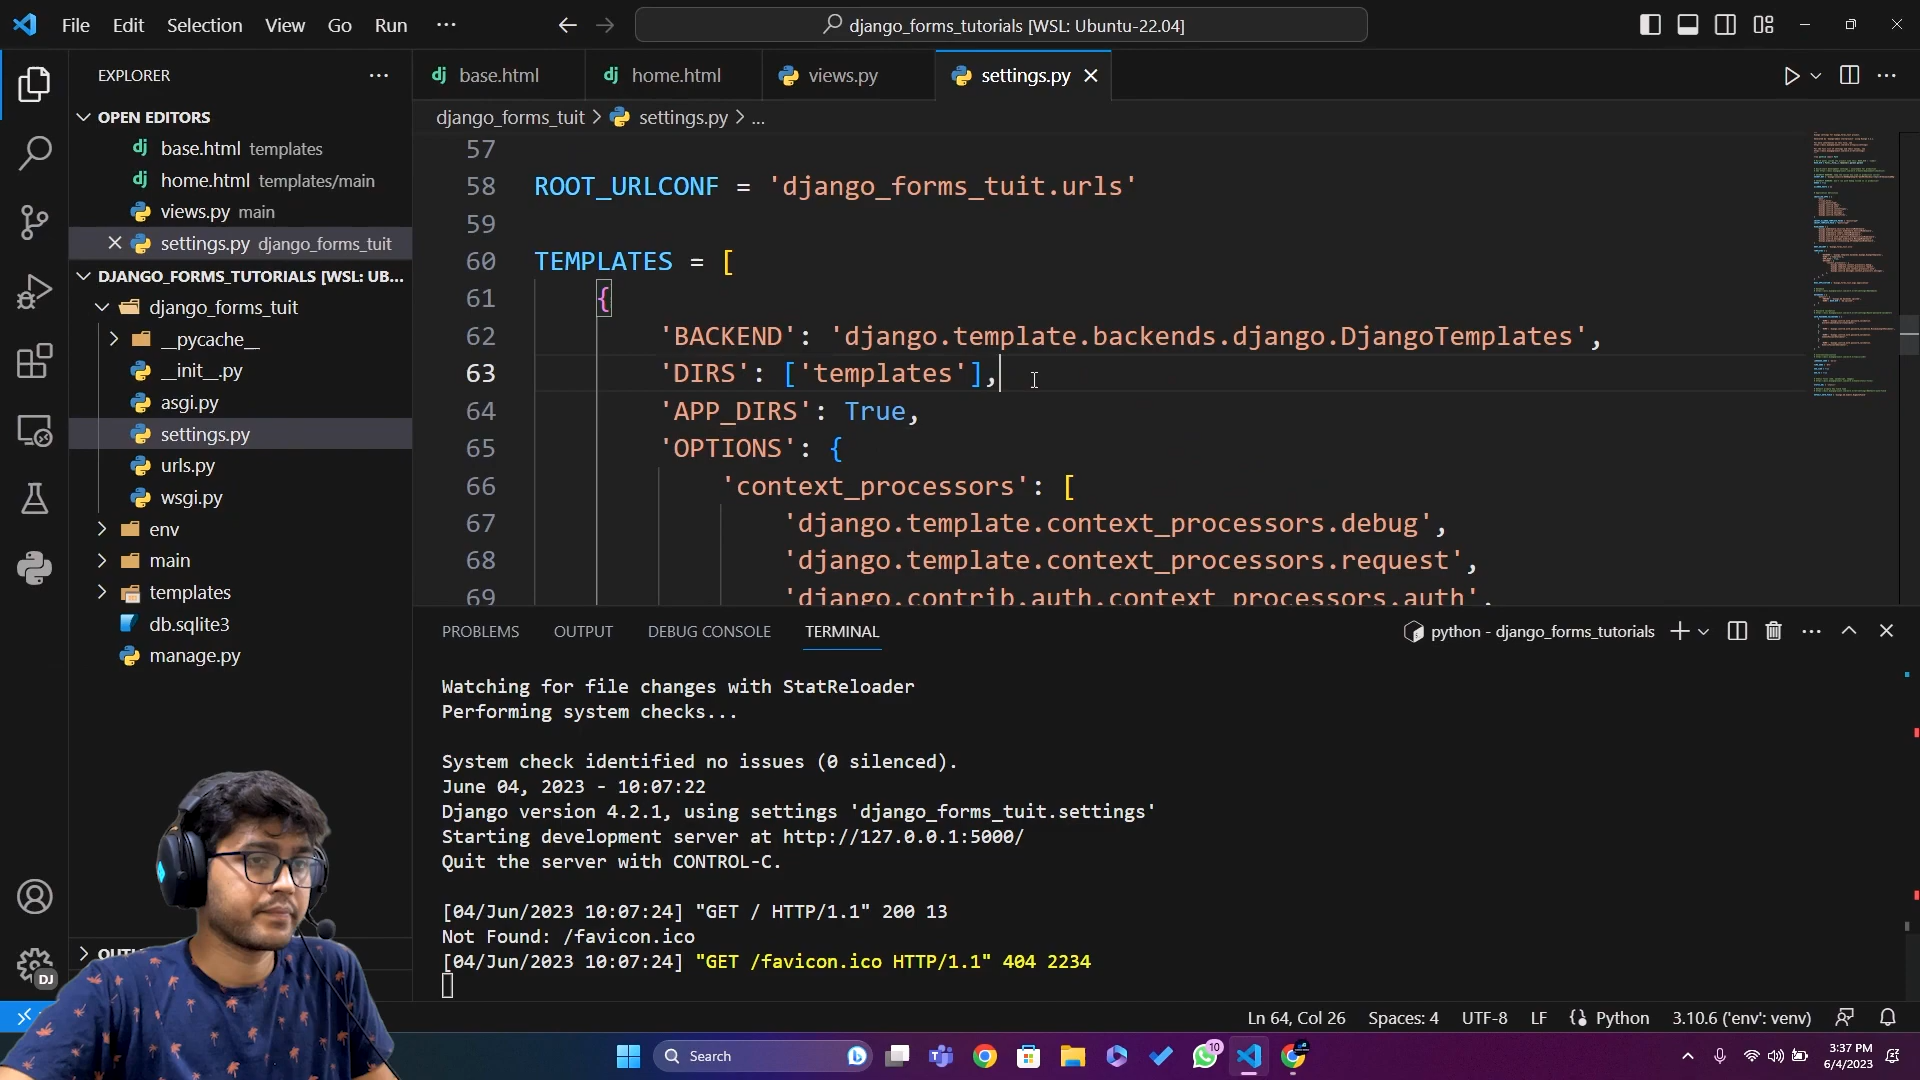 File Edit Selection View Go Run ···
django_forms_tutorials [WSL: Ubuntu-22.04]
EXPLORER
OPEN EDITORS
base.html templates
home.html templates/main
views.py main
settings.py django_forms_tuit
DJANGO_FORMS_TUTORIALS [WSL: UB...
django_forms_tuit
__pycache__
__init__.py
asgi.py
settings.py
urls.py
wsgi.py
env
main
templates
db.sqlite3
manage.py
DJ
base.html home.html views.py settings.py
django_forms_tuit > settings.py > ...
57
58 ROOT_URLCONF = 'django_forms_tuit.urls'
59
60 TEMPLATES = [
61 {
62 'BACKEND': 'django.template.backends.django.DjangoTemplates',
63 'DIRS': ['templates'],
64 'APP_DIRS': True,
65 'OPTIONS': {
66 'context_processors': [
67 'django.template.context_processors.debug',
68 'django.template.context_processors.request',
69 'django.contrib.auth.context_processors.auth',
PROBLEMS OUTPUT DEBUG CONSOLE TERMINAL
python - django_forms_tutorials
Watching for file changes with StatReloader
Performing system checks...
System check identified no issues (0 silenced).
June 04, 2023 - 10:07:22
Django version 4.2.1, using settings 'django_forms_tuit.settings'
Starting development server at http://127.0.0.1:5000/
Quit the server with CONTROL-C.
[04/Jun/2023 10:07:24] "GET / HTTP/1.1" 200 13
Not Found: /favicon.ico
[04/Jun/2023 10:07:24] "GET /favicon.ico HTTP/1.1" 404 2234
Ln 64, Col 26 Spaces: 4 UTF-8 LF Python 3.10.6 ('env': venv)
Search
10
3:37 PM
6/4/2023